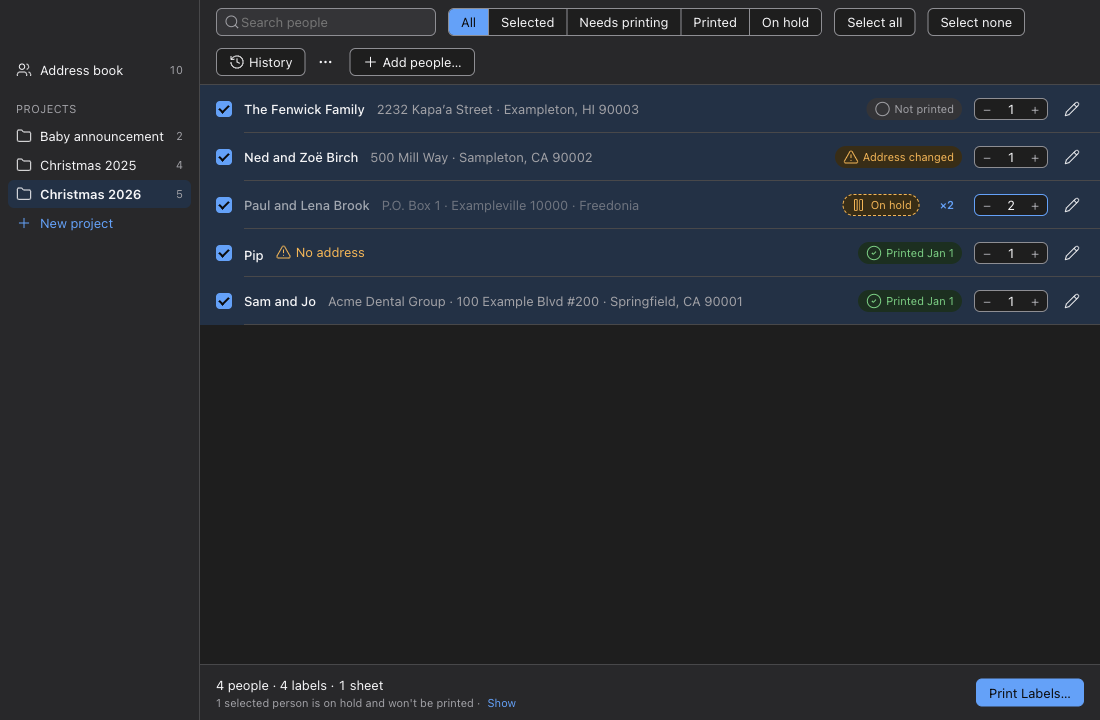 Search people
All
Selected
Needs printing
Printed
On hold
Select all
Select none
History
Add people...
Address book 10
PROJECTS
Baby announcement 2
Christmas 2025 4
Christmas 2026 5
New project
The Fenwick Family 2232 Kapaʻa Street · Exampleton, HI 90003 Not printed − 1 +
Ned and Zoë Birch 500 Mill Way · Sampleton, CA 90002 Address changed − 1 +
Paul and Lena Brook P.O. Box 1 · Exampleville 10000 · Freedonia On hold ×2 − 2 +
Pip No address Printed Jan 1 − 1 +
Sam and Jo Acme Dental Group · 100 Example Blvd #200 · Springfield, CA 90001 Printed Jan 1 − 1 +
4 people · 4 labels · 1 sheet
1 selected person is on hold and won't be printed · Show
Print Labels...